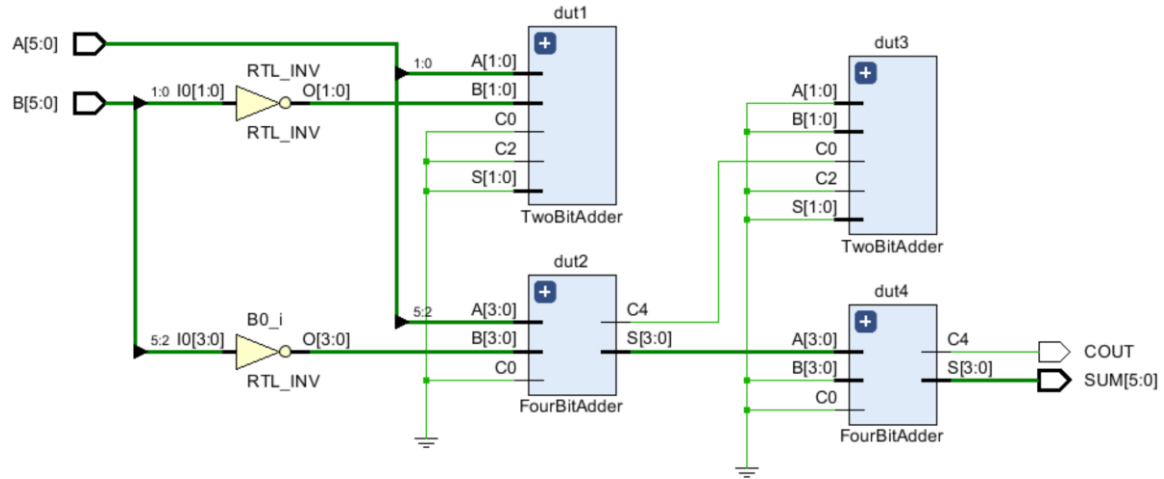 dut1
A[5:0]
1:0
A[1:0]
RTL_INV
B[5:0]
1:0
I0[1:0]
O[1:0]
B[1:0]
RTL_INV
C0
C2
S[1:0]
TwoBitAdder
dut3
A[1:0]
B[1:0]
C0
C2
S[1:0]
TwoBitAdder
dut2
5:2
A[3:0]
C4
B0_i
5:2
I0[3:0]
O[3:0]
B[3:0]
S[3:0]
RTL_INV
C0
FourBitAdder
dut4
A[3:0]
C4
COUT
B[3:0]
S[3:0]
SUM[5:0]
C0
FourBitAdder